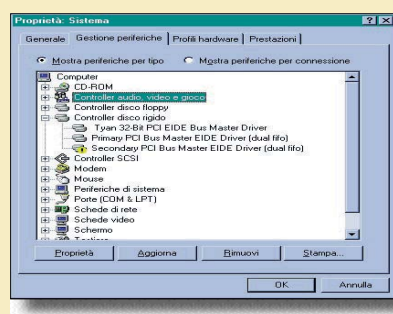 Proprietà: Sistema
Generale Gestione periferiche Profili hardware Prestazioni
Mostra periferiche per tipo Mostra periferiche per connessione
Computer
CD-ROM
Controller audio, video e gioco
Controller disco floppy
Controller disco rigido
Tyan 32-Bit PCI EIDE Bus Master Driver
Primary PCI Bus Master EIDE Driver (dual fifo)
Secondary PCI Bus Master EIDE Driver (dual fifo)
Controller SCSI
Modem
Mouse
Periferiche di sistema
Porte (COM & LPT)
Schede di rete
Schede video
Schermo
Proprietà Aggiorna Rimuovi Stampa...
OK Annulla